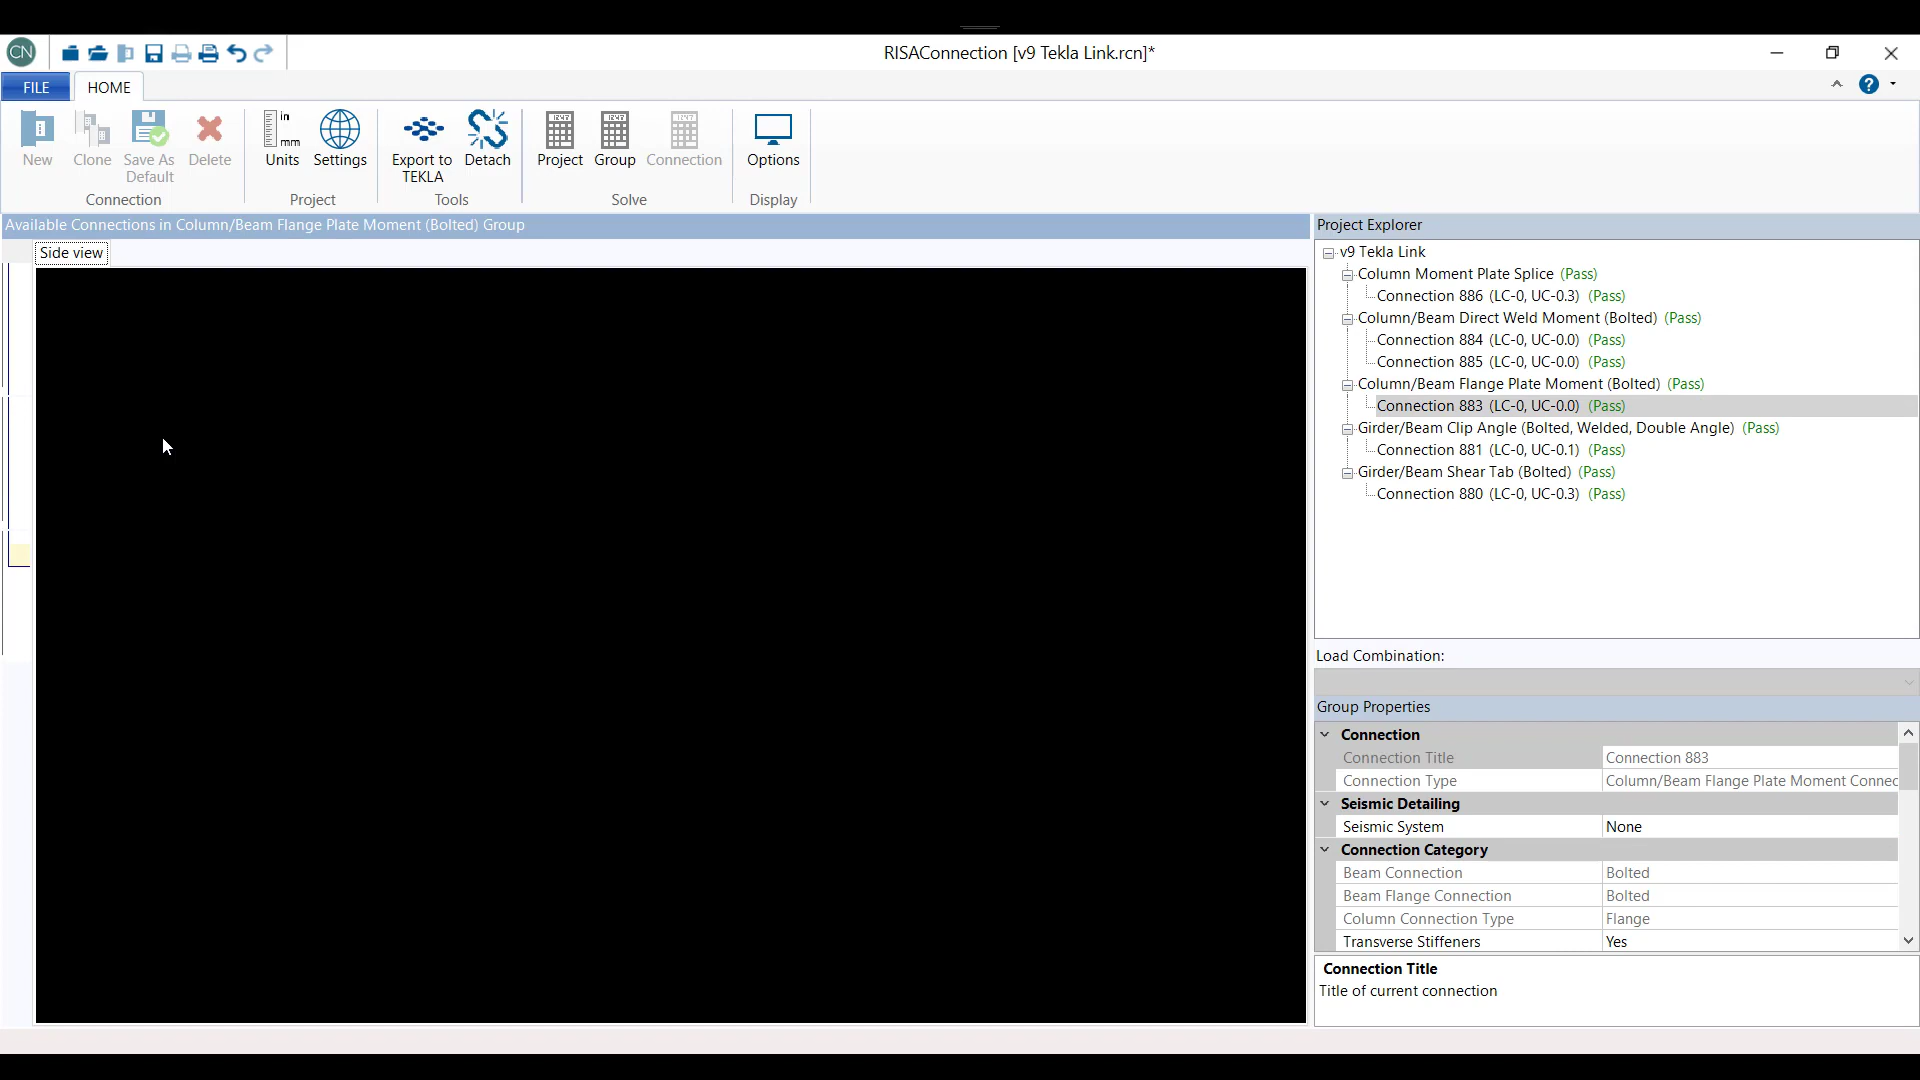 CN
RISAConnection [v9 Tekla Link.rcn]*
FILE
HOME
?
in
mm
1247
1247
1247
New
Clone
Save As
Default
Delete
Units
Settings
Export to
TEKLA
Detach
Project
Group
Connection
Options
Connection
Project
Tools
Solve
Display
Available Connections in Column/Beam Flange Plate Moment (Bolted) Group
Side view
Project Explorer
v9 Tekla Link
Column Moment Plate Splice (Pass)
Connection 886 (LC-0, UC-0.3) (Pass)
Column/Beam Direct Weld Moment (Bolted) (Pass)
Connection 884 (LC-0, UC-0.0) (Pass)
Connection 885 (LC-0, UC-0.0) (Pass)
Column/Beam Flange Plate Moment (Bolted) (Pass)
Connection 883 (LC-0, UC-0.0) (Pass)
Girder/Beam Clip Angle (Bolted, Welded, Double Angle) (Pass)
Connection 881 (LC-0, UC-0.1) (Pass)
Girder/Beam Shear Tab (Bolted) (Pass)
Connection 880 (LC-0, UC-0.3) (Pass)
Load Combination:
Group Properties
Connection
Connection Title Connection 883
Connection Type Column/Beam Flange Plate Moment Connec
Seismic Detailing
Seismic System None
Connection Category
Beam Connection Bolted
Beam Flange Connection Bolted
Column Connection Type Flange
Transverse Stiffeners Yes
Connection Title
Title of current connection